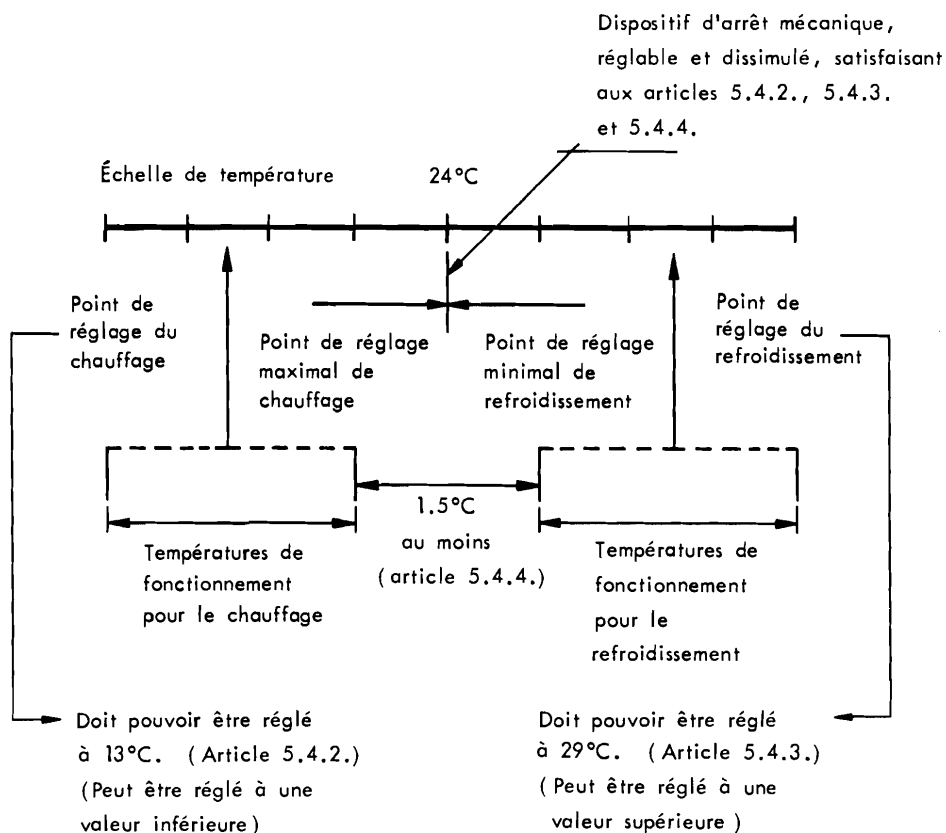 Dispositif d'arrêt mécanique,
réglable et dissimulé, satisfaisant
aux articles 5.4.2., 5.4.3.
et 5.4.4.
Échelle de température
24°C
Point de
réglage du
chauffage
Point de réglage
maximal de
chauffage
Point de réglage
minimal de
refroidissement
Point de
réglage du
refroidissement
1.5°C
au moins
(article 5.4.4.)
Températures de
fonctionnement
pour le chauffage
Températures de
fonctionnement
pour le
refroidissement
Doit pouvoir être réglé
à 13°C. (Article 5.4.2.)
(Peut être réglé à une
valeur inférieure)
Doit pouvoir être réglé
à 29°C. (Article 5.4.3.)
(Peut être réglé à une
valeur supérieure)